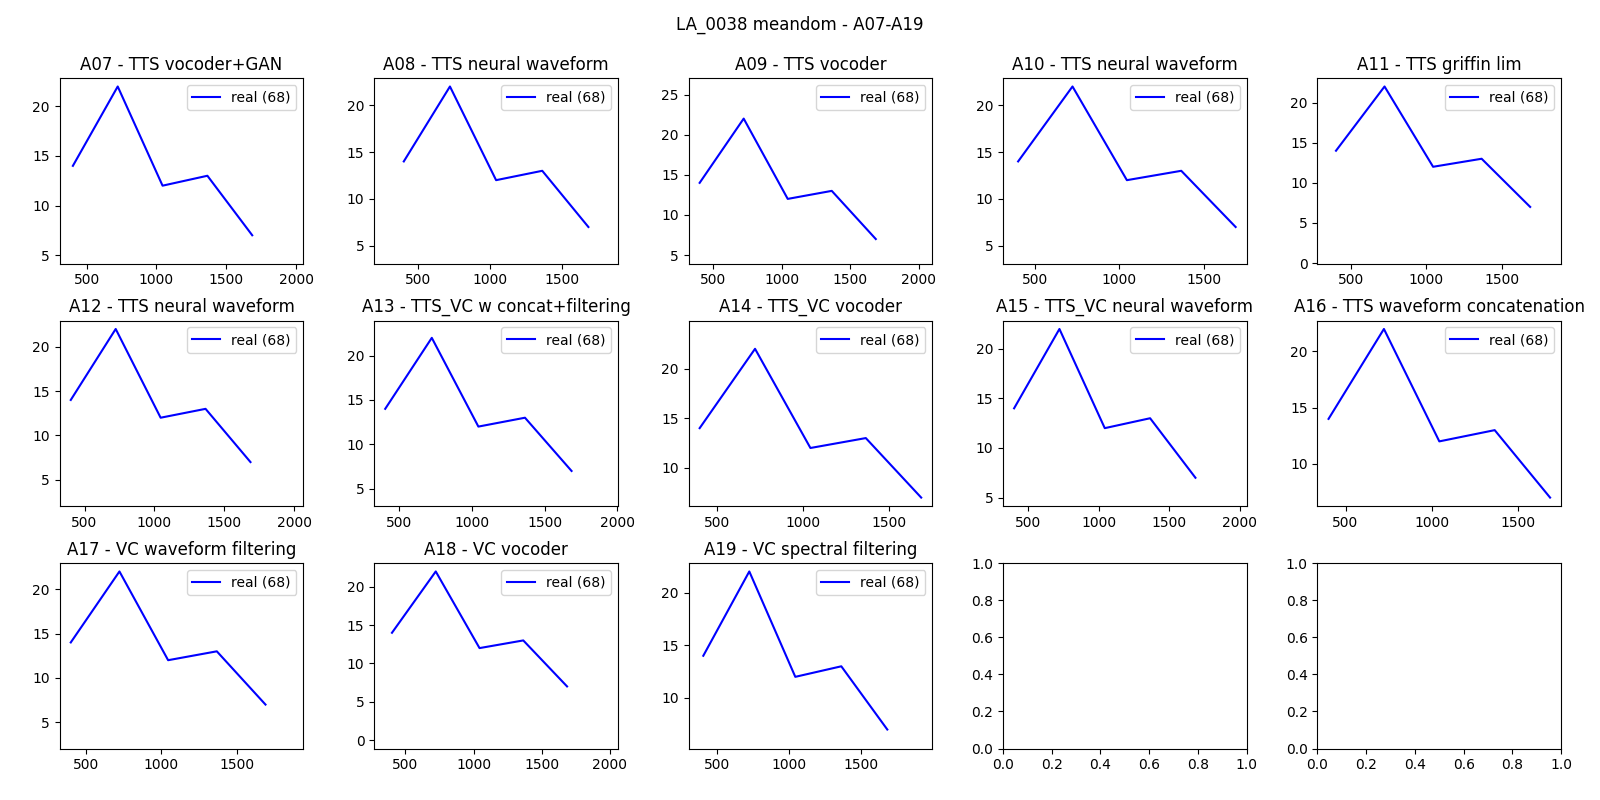 LA_0038 meandom - A07-A19
A07 - TTS vocoder+GAN
real (68)
20
15
10
5
500 1000 1500 2000
A08 - TTS neural waveform
real (68)
20
15
10
5
500 1000 1500
A09 - TTS vocoder
real (68)
25
20
15
10
5
500 1000 1500 2000
A10 - TTS neural waveform
real (68)
20
15
10
5
500 1000 1500
A11 - TTS griffin lim
real (68)
20
15
10
5
0
500 1000 1500
A12 - TTS neural waveform
real (68)
20
15
10
5
500 1000 1500 2000
A13 - TTS_VC w concat+filtering
real (68)
20
15
10
5
500 1000 1500 2000
A14 - TTS_VC vocoder
real (68)
20
15
10
500 1000 1500
A15 - TTS_VC neural waveform
real (68)
20
15
10
5
500 1000 1500 2000
A16 - TTS waveform concatenation
real (68)
20
15
10
500 1000 1500
A17 - VC waveform filtering
real (68)
20
15
10
5
500 1000 1500
A18 - VC vocoder
real (68)
20
15
10
5
0
500 1000 1500 2000
A19 - VC spectral filtering
real (68)
20
15
10
500 1000 1500
1.0
0.8
0.6
0.4
0.2
0.0
0.0 0.2 0.4 0.6 0.8 1.0
1.0
0.8
0.6
0.4
0.2
0.0
0.0 0.2 0.4 0.6 0.8 1.0